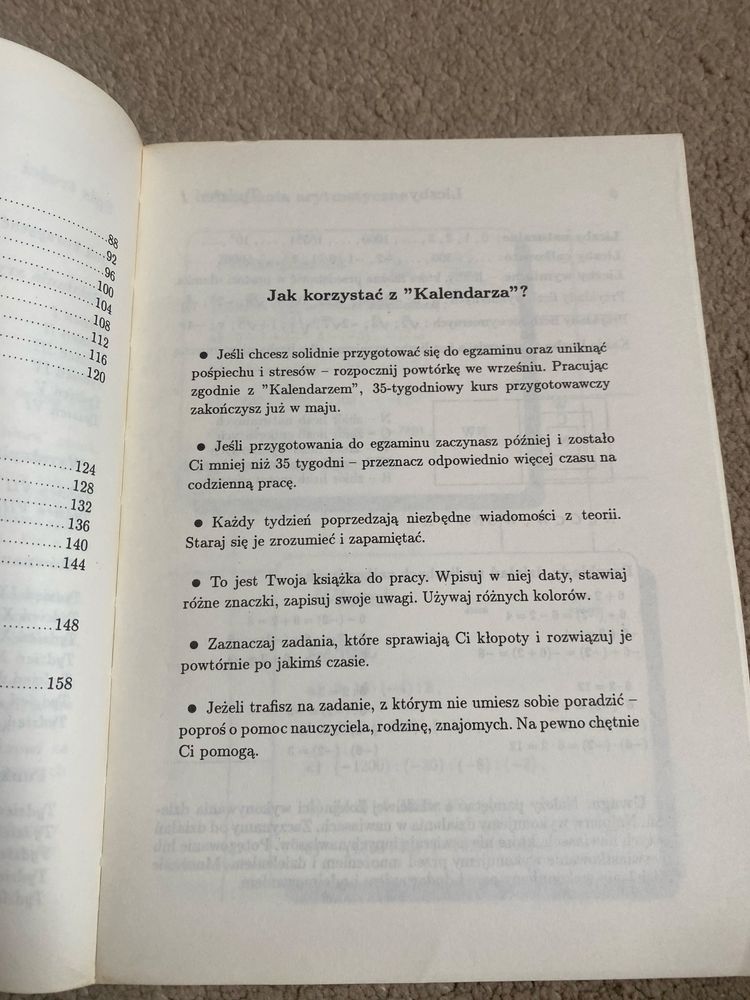 88
92
96
100
104
108
112
116
120
124
128
132
136
140
144
148
158
Jak korzystać z "Kalendarza"?
● Jeśli chcesz solidnie przygotować się do egzaminu oraz uniknąć
pośpiechu i stresów – rozpocznij powtórkę we wrześniu. Pracując
zgodnie z "Kalendarzem", 35-tygodniowy kurs przygotowawczy
zakończysz już w maju.
● Jeśli przygotowania do egzaminu zaczynasz później i zostało
Ci mniej niż 35 tygodni – przeznacz odpowiednio więcej czasu na
codzienną pracę.
● Każdy tydzień poprzedzają niezbędne wiadomości z teorii.
Staraj się je zrozumieć i zapamiętać.
● To jest Twoja książka do pracy. Wpisuj w niej daty, stawiaj
różne znaczki, zapisuj swoje uwagi. Używaj różnych kolorów.
● Zaznaczaj zadania, które sprawiają Ci kłopoty i rozwiązuj je
powtórnie po jakimś czasie.
● Jeżeli trafisz na zadanie, z którym nie umiesz sobie poradzić –
poproś o pomoc nauczyciela, rodzinę, znajomych. Na pewno chętnie
Ci pomogą.